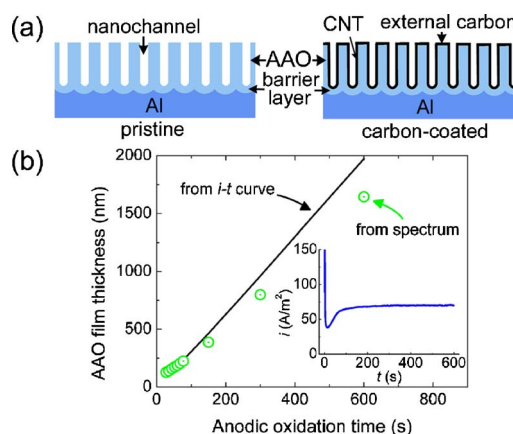 (a)
nanochannel
CNT
external carbon
AAO
barrier
layer
Al
Al
pristine
carbon-coated
(b)
2000
1500
1000
500
0
AAO film thickness (nm)
from i-t curve
from spectrum
150
100
50
0
i (A/m²)
0 200 400 600
t (s)
0 200 400 600 800
Anodic oxidation time (s)